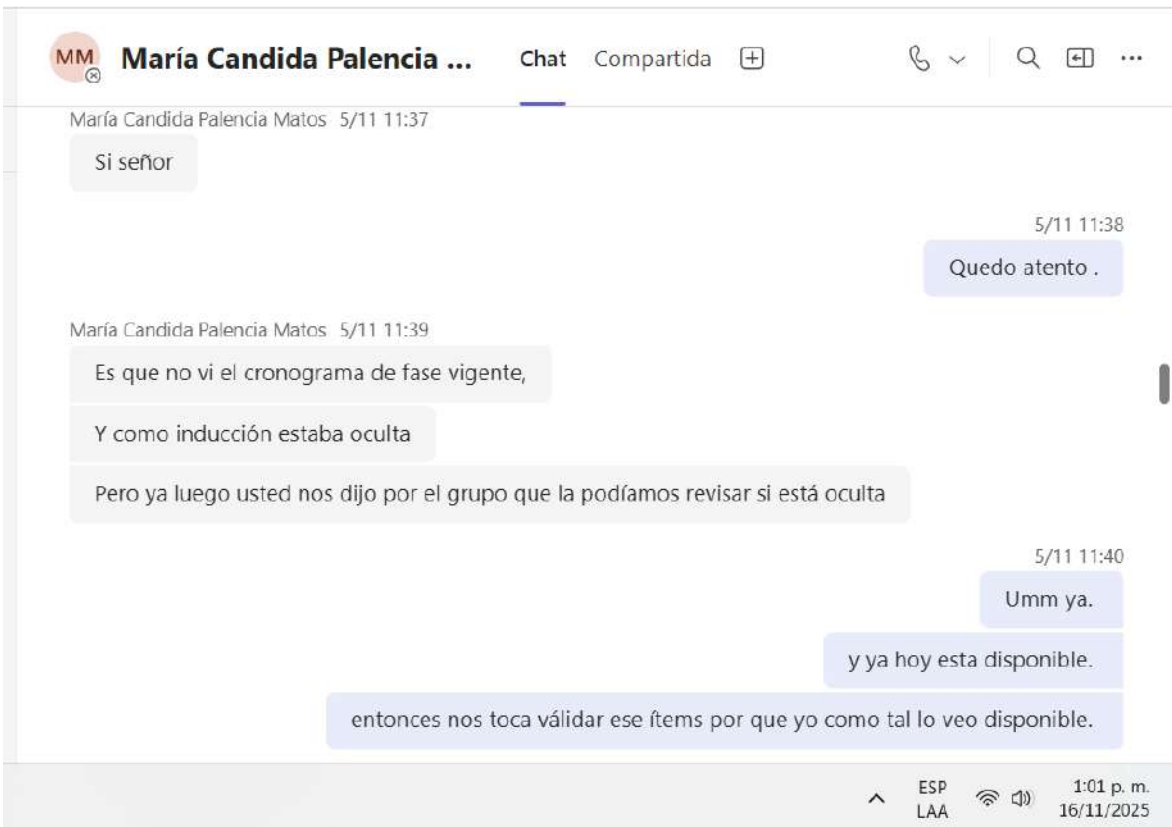 MM María Candida Palencia ... Chat Compartida
María Candida Palencia Matos 5/11 11:37
Si señor
5/11 11:38
Quedo atento .
María Candida Palencia Matos 5/11 11:39
Es que no vi el cronograma de fase vigente,
Y como inducción estaba oculta
Pero ya luego usted nos dijo por el grupo que la podíamos revisar si está oculta
5/11 11:40
Umm ya.
y ya hoy esta disponible.
entonces nos toca válidar ese ítems por que yo como tal lo veo disponible.
ESP 1:01 p. m.
LAA 16/11/2025